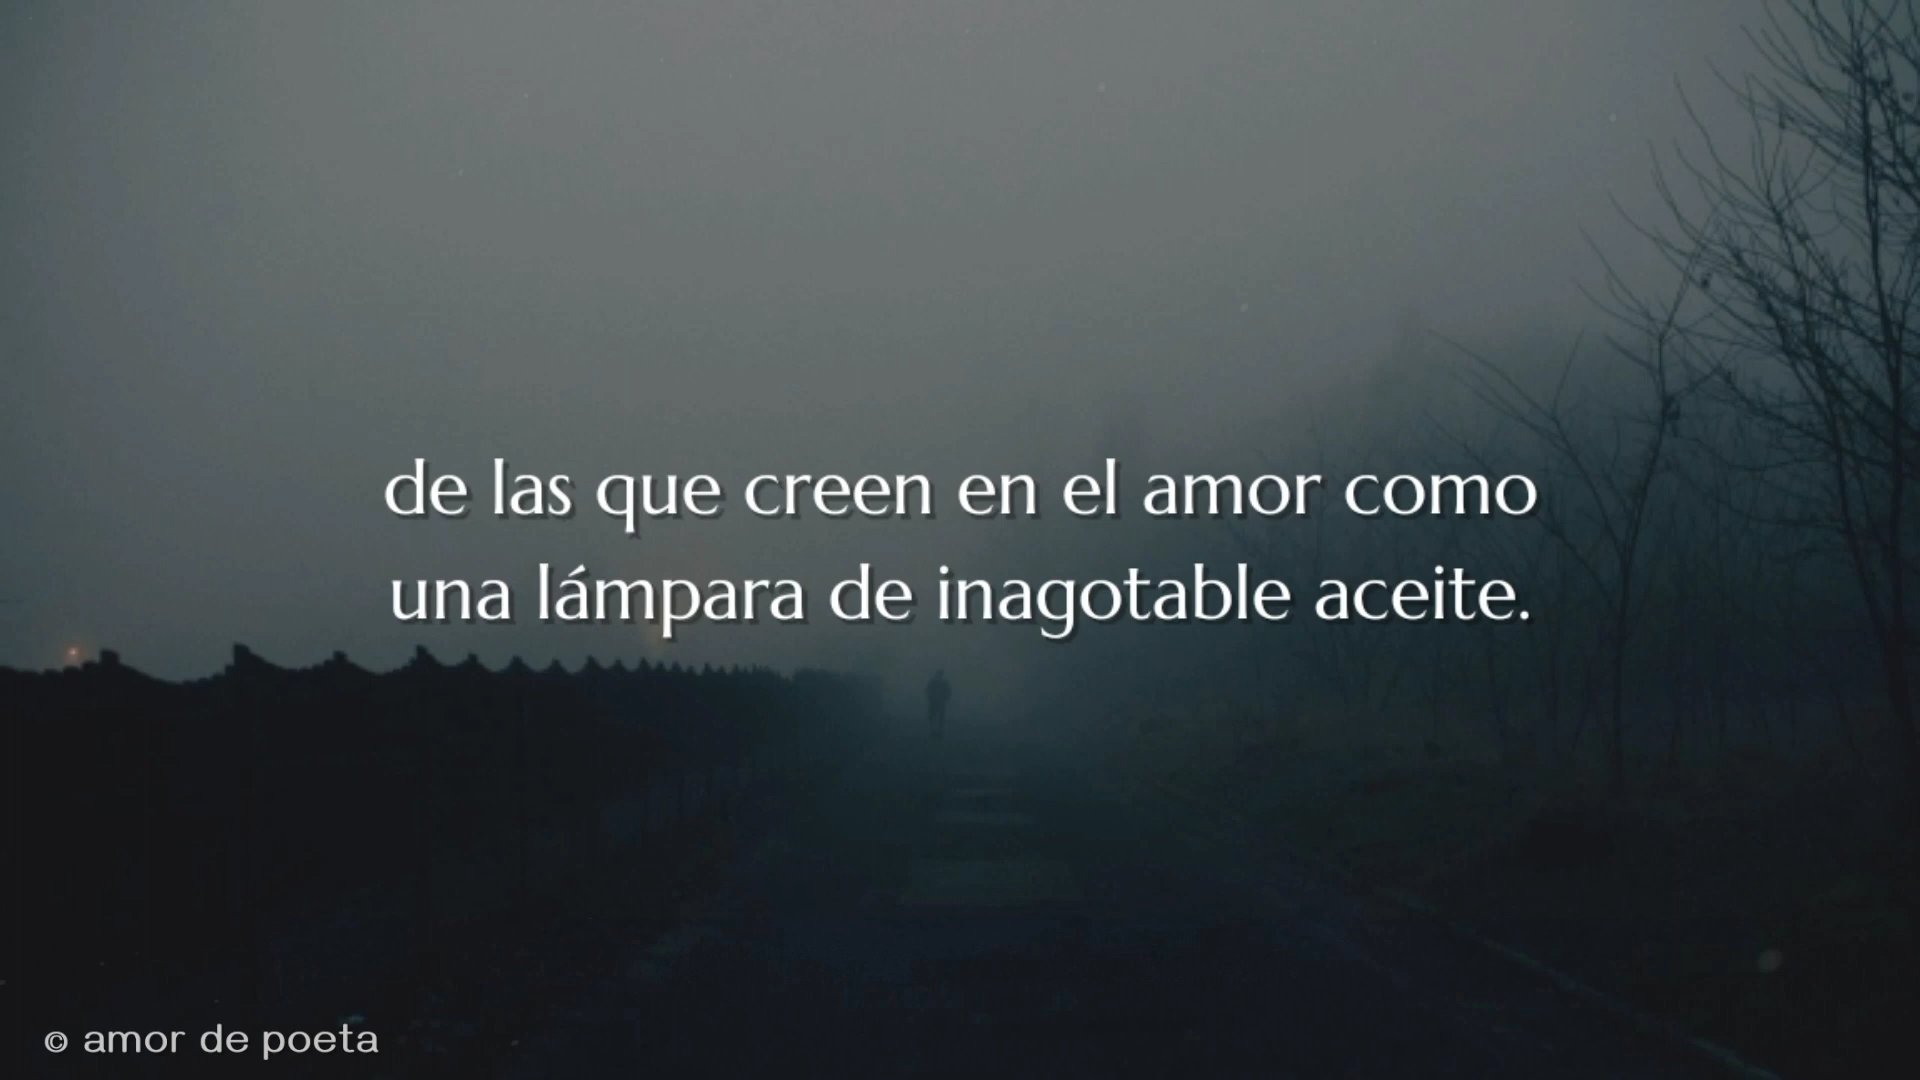 de las que creen en el amor como
una lámpara de inagotable aceite.
© amor de poeta